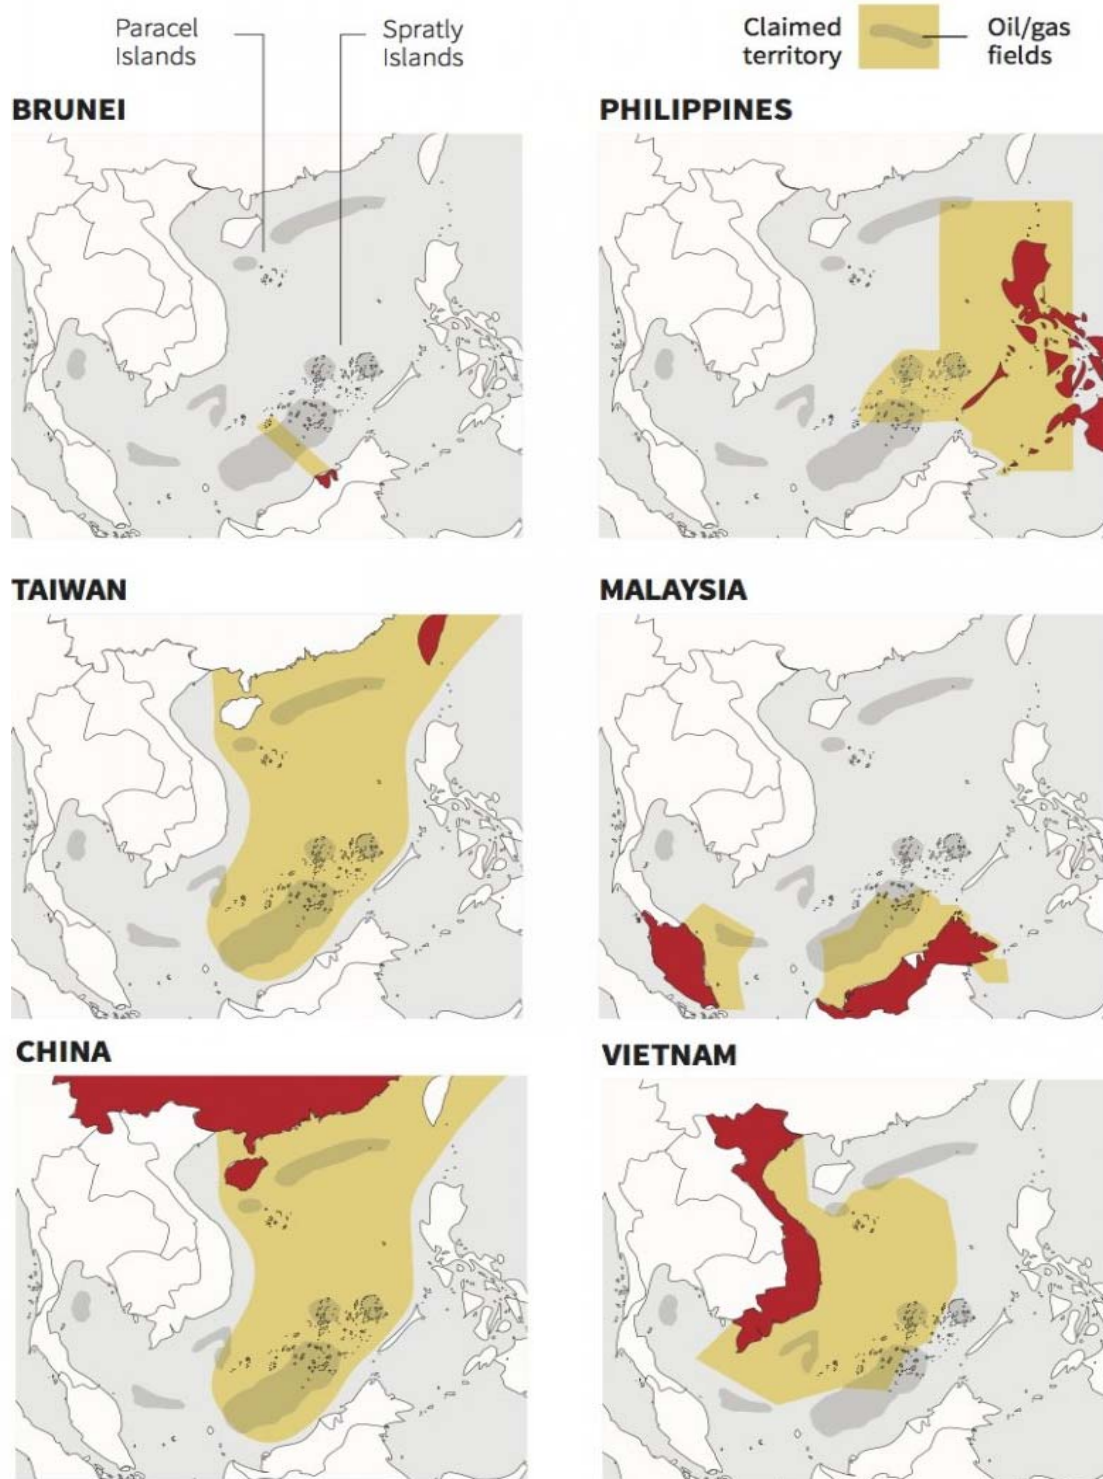 Paracel
Islands
Spratly
Islands
Claimed
territory
Oil/gas
fields
BRUNEI
PHILIPPINES
TAIWAN
MALAYSIA
CHINA
VIETNAM